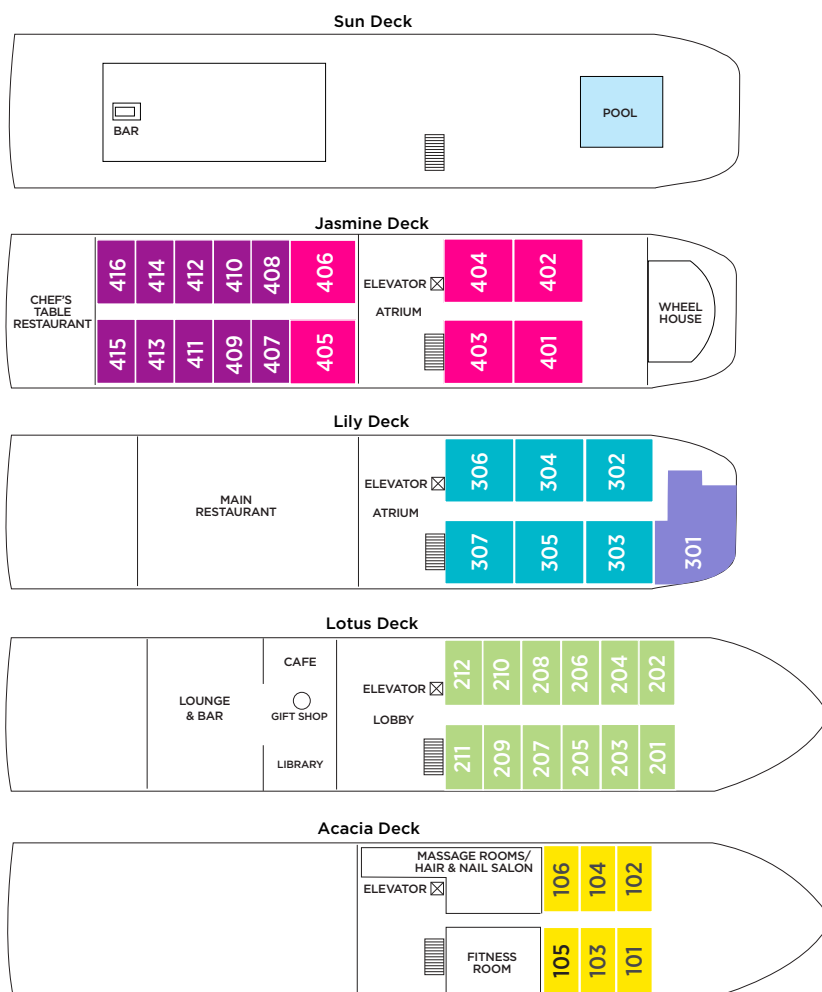 Sun Deck
BAR
POOL
Jasmine Deck
416
414
412
410
408
406
404
402
CHEF'S
TABLE
RESTAURANT
ELEVATOR
ATRIUM
WHEEL
HOUSE
415
413
411
409
407
405
403
401
Lily Deck
306
304
302
MAIN
RESTAURANT
ELEVATOR
ATRIUM
307
305
303
301
Lotus Deck
CAFE
212
210
208
206
204
202
LOUNGE
& BAR
GIFT SHOP
ELEVATOR
LOBBY
LIBRARY
211
209
207
205
203
201
Acacia Deck
MASSAGE ROOMS/
HAIR & NAIL SALON
ELEVATOR
106
104
102
FITNESS
ROOM
105
103
101